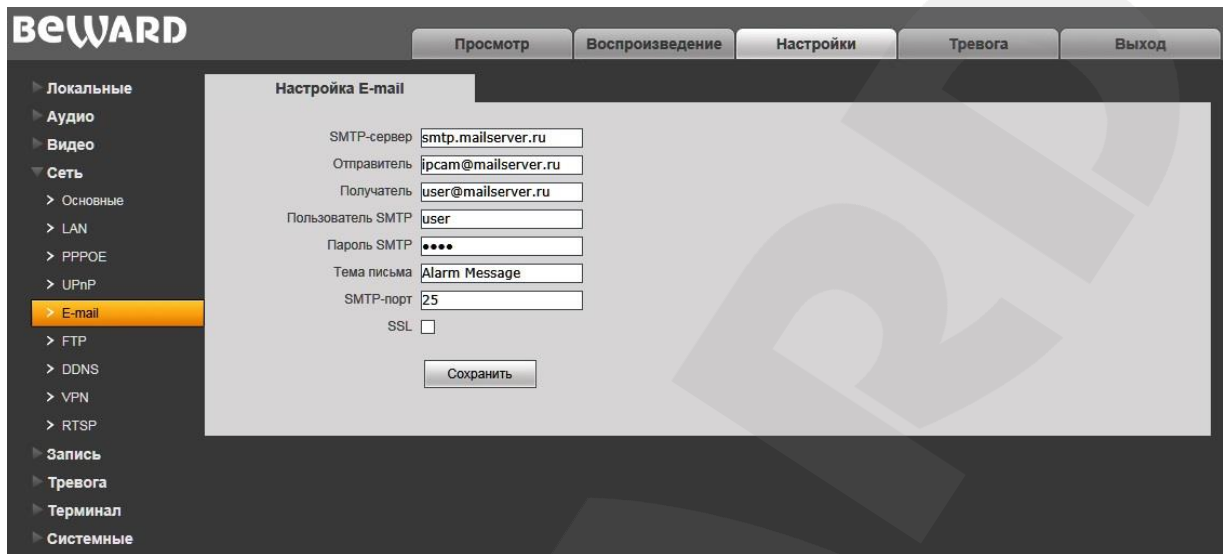 BEWARD
Просмотр Воспроизведение Настройки Тревога Выход
Локальные
Аудио
Видео
Сеть
Основные
LAN
PPPOE
UPnP
E-mail
FTP
DDNS
VPN
RTSP
Запись
Тревога
Терминал
Системные
Настройка E-mail
SMTP-сервер smtp.mailserver.ru
Отправитель ipcam@mailserver.ru
Получатель user@mailserver.ru
Пользователь SMTP user
Пароль SMTP ••••
Тема письма Alarm Message
SMTP-порт 25
SSL
Сохранить